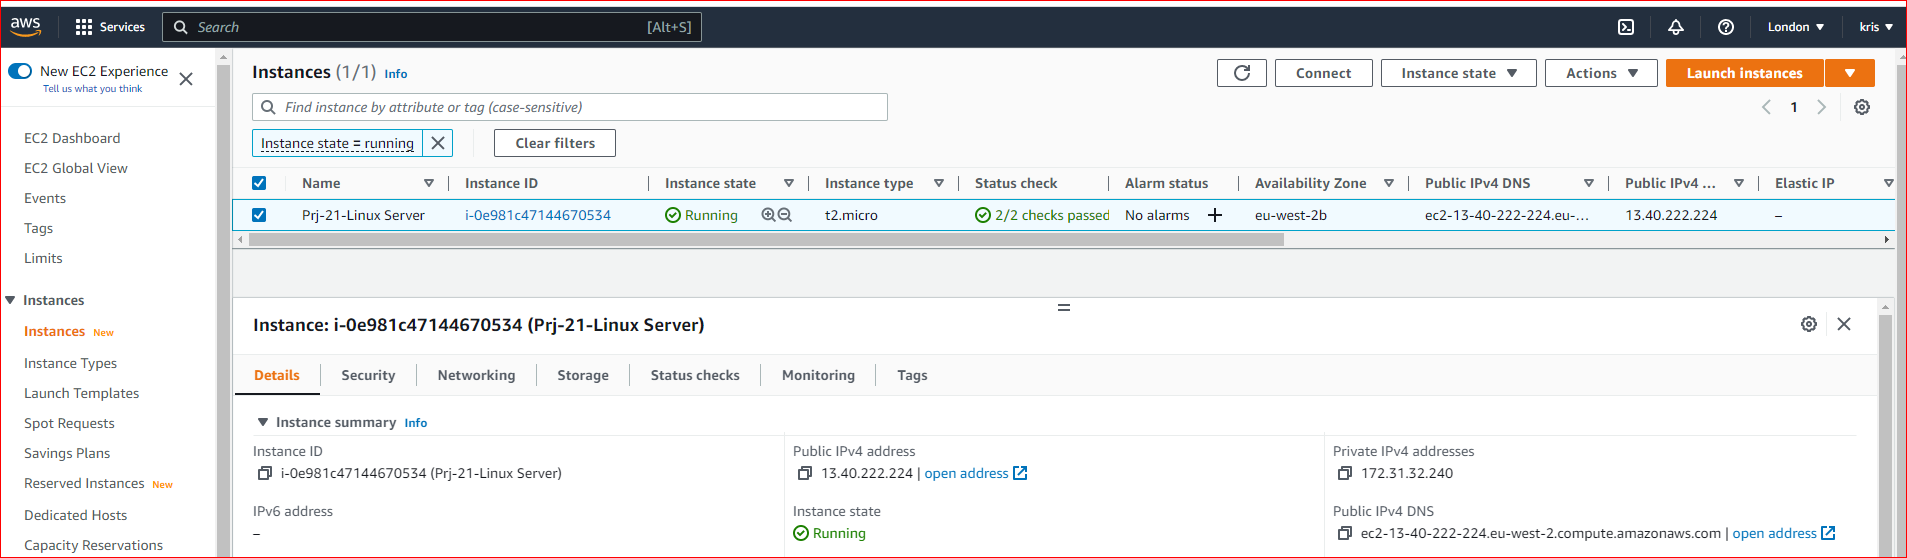 aws Services Search [Alt+S] London kris
New EC2 Experience
Tell us what you think
EC2 Dashboard
EC2 Global View
Events
Tags
Limits
Instances
Instances New
Instance Types
Launch Templates
Spot Requests
Savings Plans
Reserved Instances New
Dedicated Hosts
Capacity Reservations
Instances (1/1) Info Connect Instance state Actions Launch instances
Find instance by attribute or tag (case-sensitive) 1
Instance state = running Clear filters
Name Instance ID Instance state Instance type Status check Alarm status Availability Zone Public IPv4 DNS Public IPv4 ... Elastic IP
Prj-21-Linux Server i-0e981c47144670534 Running t2.micro 2/2 checks passed No alarms + eu-west-2b ec2-13-40-222-224.eu-... 13.40.222.224 –
Instance: i-0e981c47144670534 (Prj-21-Linux Server)
Details Security Networking Storage Status checks Monitoring Tags
Instance summary Info
Instance ID Public IPv4 address Private IPv4 addresses
i-0e981c47144670534 (Prj-21-Linux Server) 13.40.222.224 | open address 172.31.32.240
IPv6 address Instance state Public IPv4 DNS
– Running ec2-13-40-222-224.eu-west-2.compute.amazonaws.com | open address